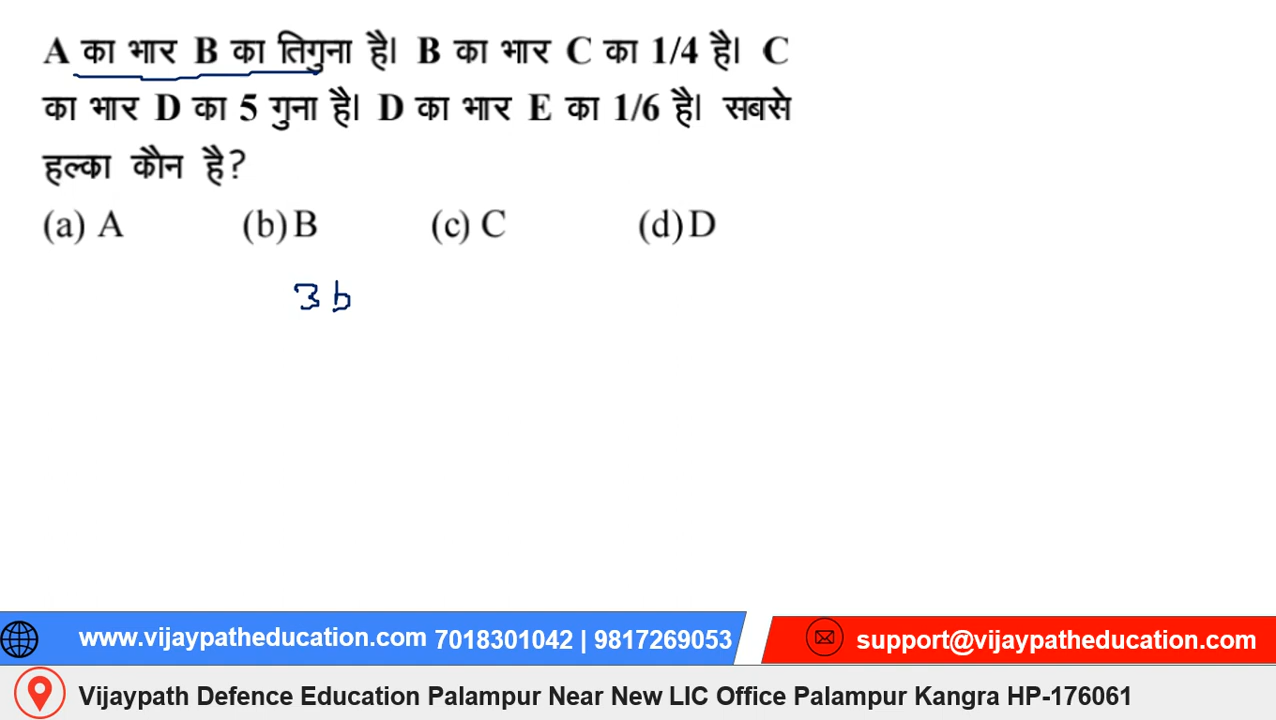 A का भार B का तिगुना है। B का भार C का 1/4 है। C
का भार D का 5 गुना है। D का भार E का 1/6 है। सबसे
हल्का कौन है?
(a) A (b) B (c) C (d) D
3 b
www.vijaypatheducation.com 7018301042 | 9817269053 support@vijaypatheducation.com
Vijaypath Defence Education Palampur Near New LIC Office Palampur Kangra HP-176061